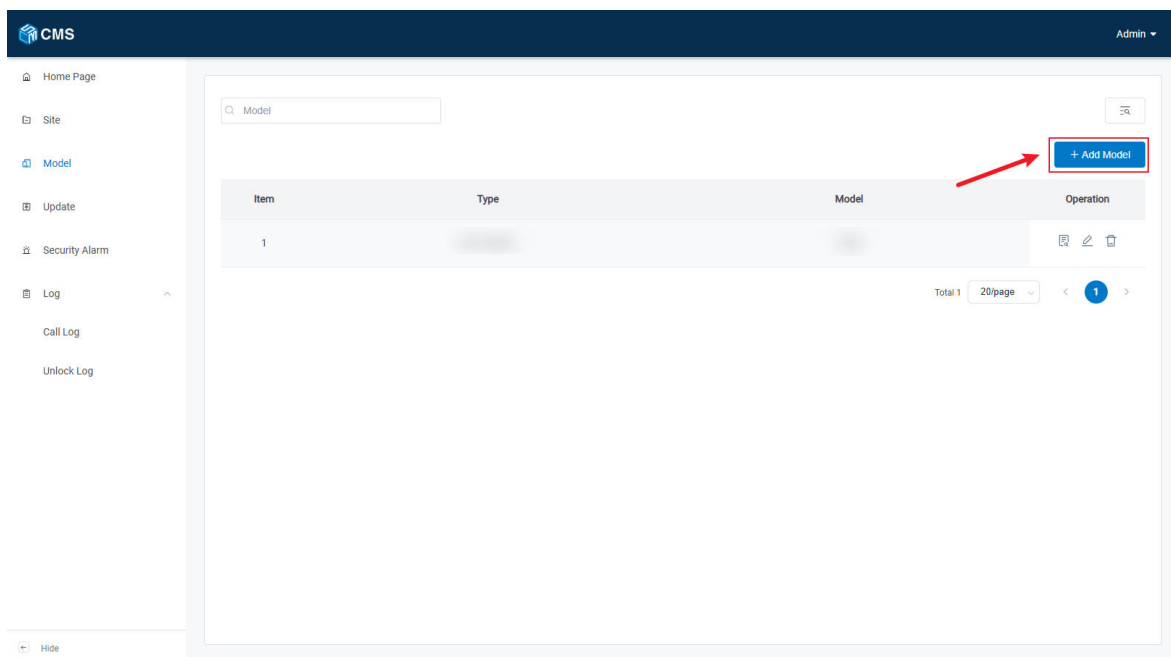 CMS
Admin
Home Page
Site
Model
Update
Security Alarm
Log
Call Log
Unlock Log
Hide
Model
+ Add Model
Item Type Model Operation
1
Total 1 20/page < 1 >